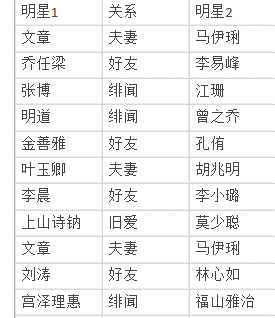 明星1 关系 明星2
文章 夫妻 马伊琍
乔任梁 好友 李易峰
张博 绯闻 江珊
明道 绯闻 曾之乔
金善雅 好友 孔侑
叶玉卿 夫妻 胡兆明
李晨 好友 李小璐
上山诗钠 旧爱 莫少聪
文章 夫妻 马伊琍
刘涛 好友 林心如
宫泽理惠 绯闻 福山雅治